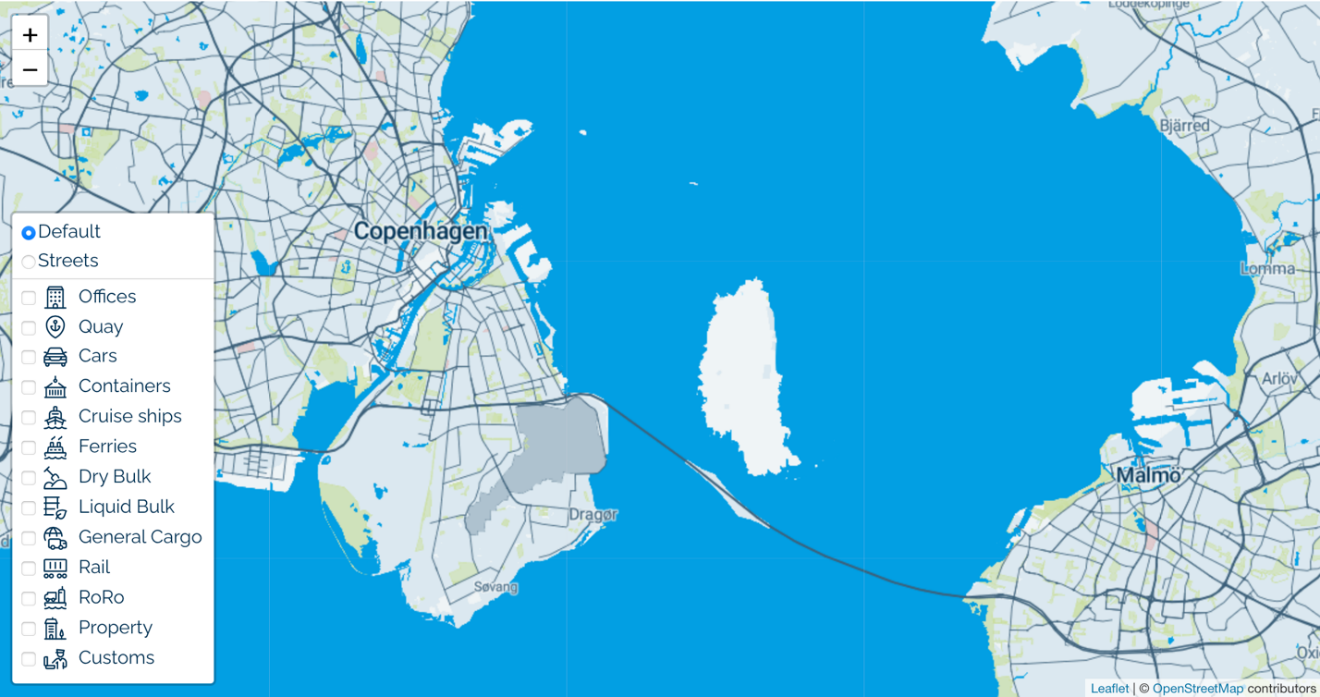 Löddeköpinge
+
−
Bjärred
Copenhagen
Default
Streets
Lomma
Offices
Quay
Cars
Arlöv
Containers
Cruise ships
Ferries
Malmö
Dry Bulk
Liquid Bulk
Dragør
General Cargo
Rail
Søvang
RoRo
Property
Customs
Leaflet | © OpenStreetMap contributors